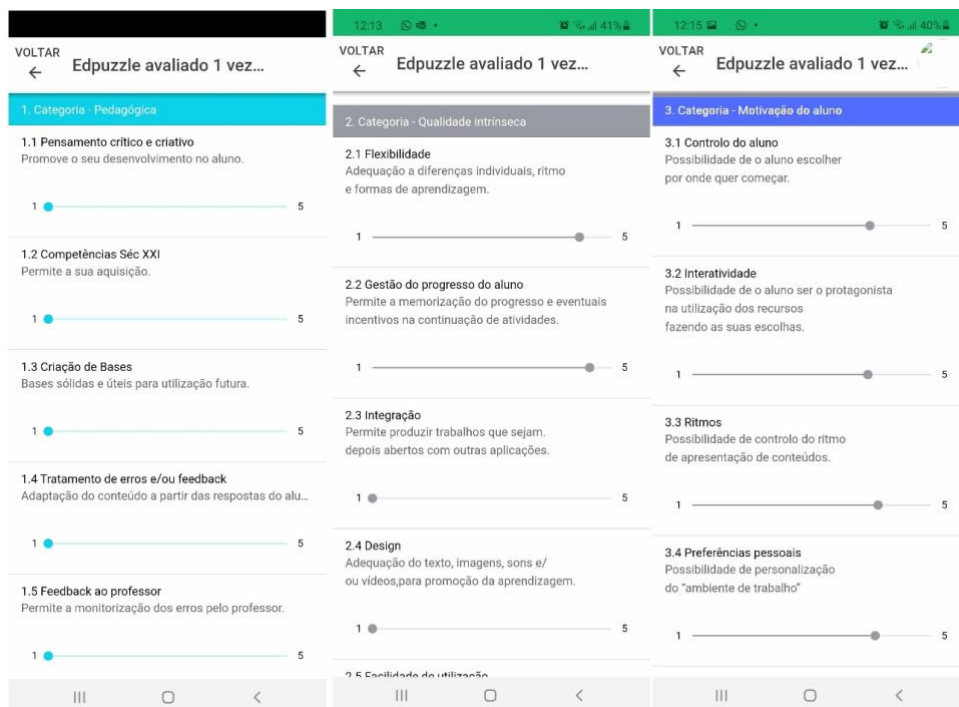 VOLTAR
Edpuzzle avaliado 1 vez...
1. Categoria - Pedagógica
1.1 Pensamento crítico e criativo
Promove o seu desenvolvimento no aluno.
1 5
1.2 Competências Séc XXI
Permite a sua aquisição.
1 5
1.3 Criação de Bases
Bases sólidas e úteis para utilização futura.
1 5
1.4 Tratamento de erros e/ou feedback
Adaptação do conteúdo a partir das respostas do alu...
1 5
1.5 Feedback ao professor
Permite a monitorização dos erros pelo professor.
1 5
12:13 41%
VOLTAR
Edpuzzle avaliado 1 vez...
2. Categoria - Qualidade intrínseca
2.1 Flexibilidade
Adequação a diferenças individuais, ritmo
e formas de aprendizagem.
1 5
2.2 Gestão do progresso do aluno
Permite a memorização do progresso e eventuais
incentivos na continuação de atividades.
1 5
2.3 Integração
Permite produzir trabalhos que sejam.
depois abertos com outras aplicações.
1 5
2.4 Design
Adequação do texto, imagens, sons e/
ou vídeos,para promoção da aprendizagem.
1 5
2.5 Facilidade de utilização
12:15 40%
VOLTAR
Edpuzzle avaliado 1 vez...
3. Categoria - Motivação do aluno
3.1 Controlo do aluno
Possibilidade de o aluno escolher
por onde quer começar.
1 5
3.2 Interatividade
Possibilidade de o aluno ser o protagonista
na utilização dos recursos
fazendo as suas escolhas.
1 5
3.3 Ritmos
Possibilidade de controlo do ritmo
de apresentação de conteúdos.
1 5
3.4 Preferências pessoais
Possibilidade de personalização
do "ambiente de trabalho"
1 5